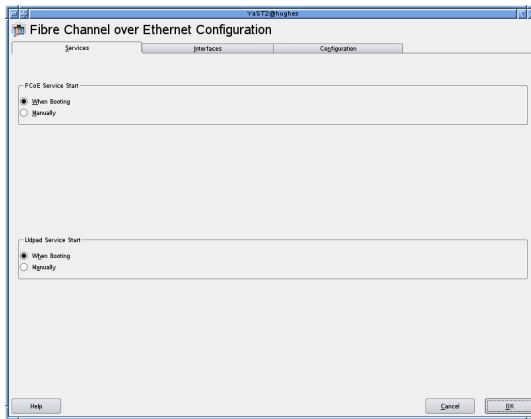 YaST2@hughes
Fibre Channel over Ethernet Configuration
Services Interfaces Configuration
FCoE Service Start
When Booting
Manually
Lldpad Service Start
When Booting
Manually
Help Cancel OK